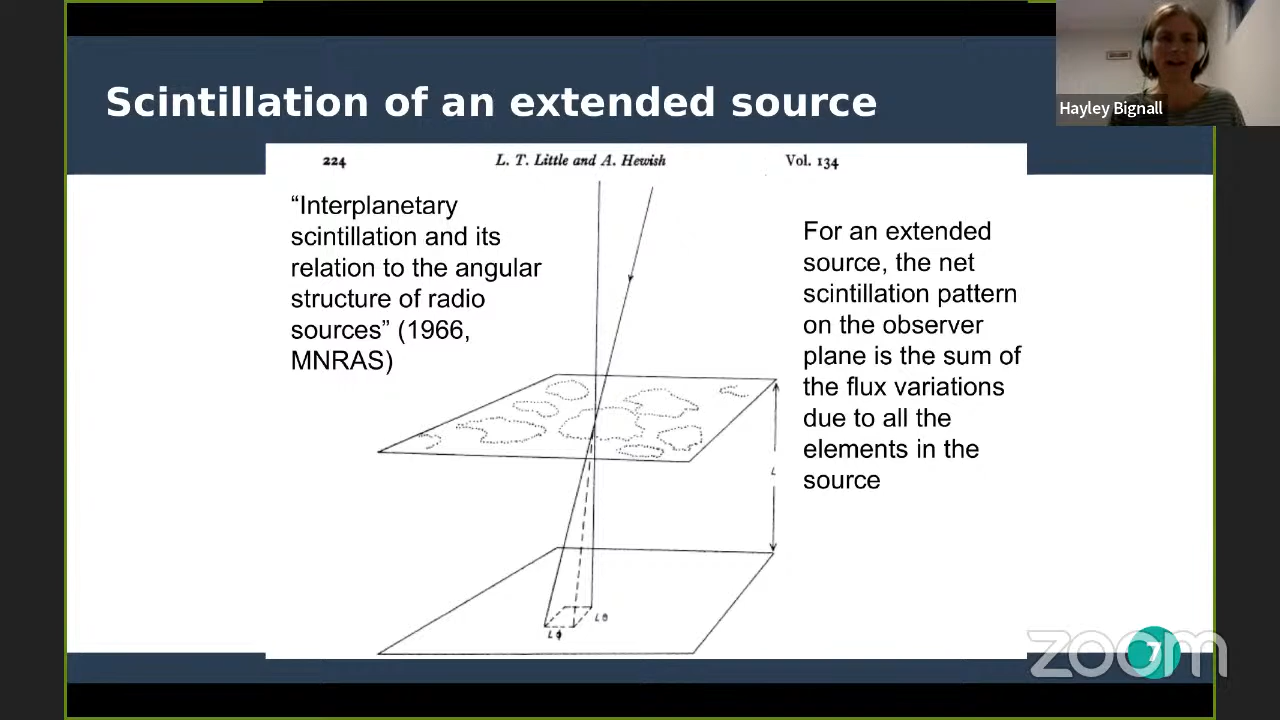 Scintillation of an extended source
Hayley Bignall
224 L. T. Little and A. Hewish Vol. 134
“Interplanetary
scintillation and its
relation to the angular
structure of radio
sources” (1966,
MNRAS)
For an extended
source, the net
scintillation pattern
on the observer
plane is the sum of
the flux variations
due to all the
elements in the
source
L
Lθ
Lϕ
zoom
7